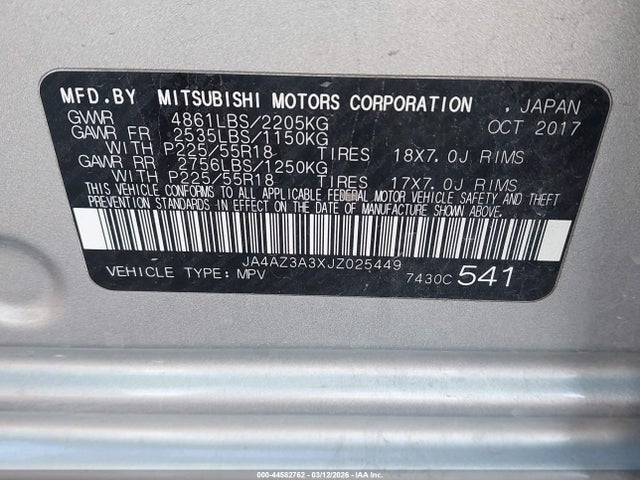 MFD.BY MITSUBISHI MOTORS CORPORATION , JAPAN
GVWR 4861LBS/2205KG OCT 2017
GAWR FR 2535LBS/1150KG
WITH P225/55R18 TIRES 18X7.0J RIMS
GAWR RR 2756LBS/1250KG
WITH P225/55R18 TIRES 17X7.0J RIMS
THIS VEHICLE CONFORMS TO ALL APPLICABLE FEDERAL MOTOR VEHICLE SAFETY AND THEFT
PREVENTION STANDARDS IN EFFECT ON THE DATE OF MANUFACTURE SHOWN ABOVE.
JA4AZ3A3XJZ025449
VEHICLE TYPE: MPV 7430C 541
000-44582762 - 03/12/2026 - IAA Inc.